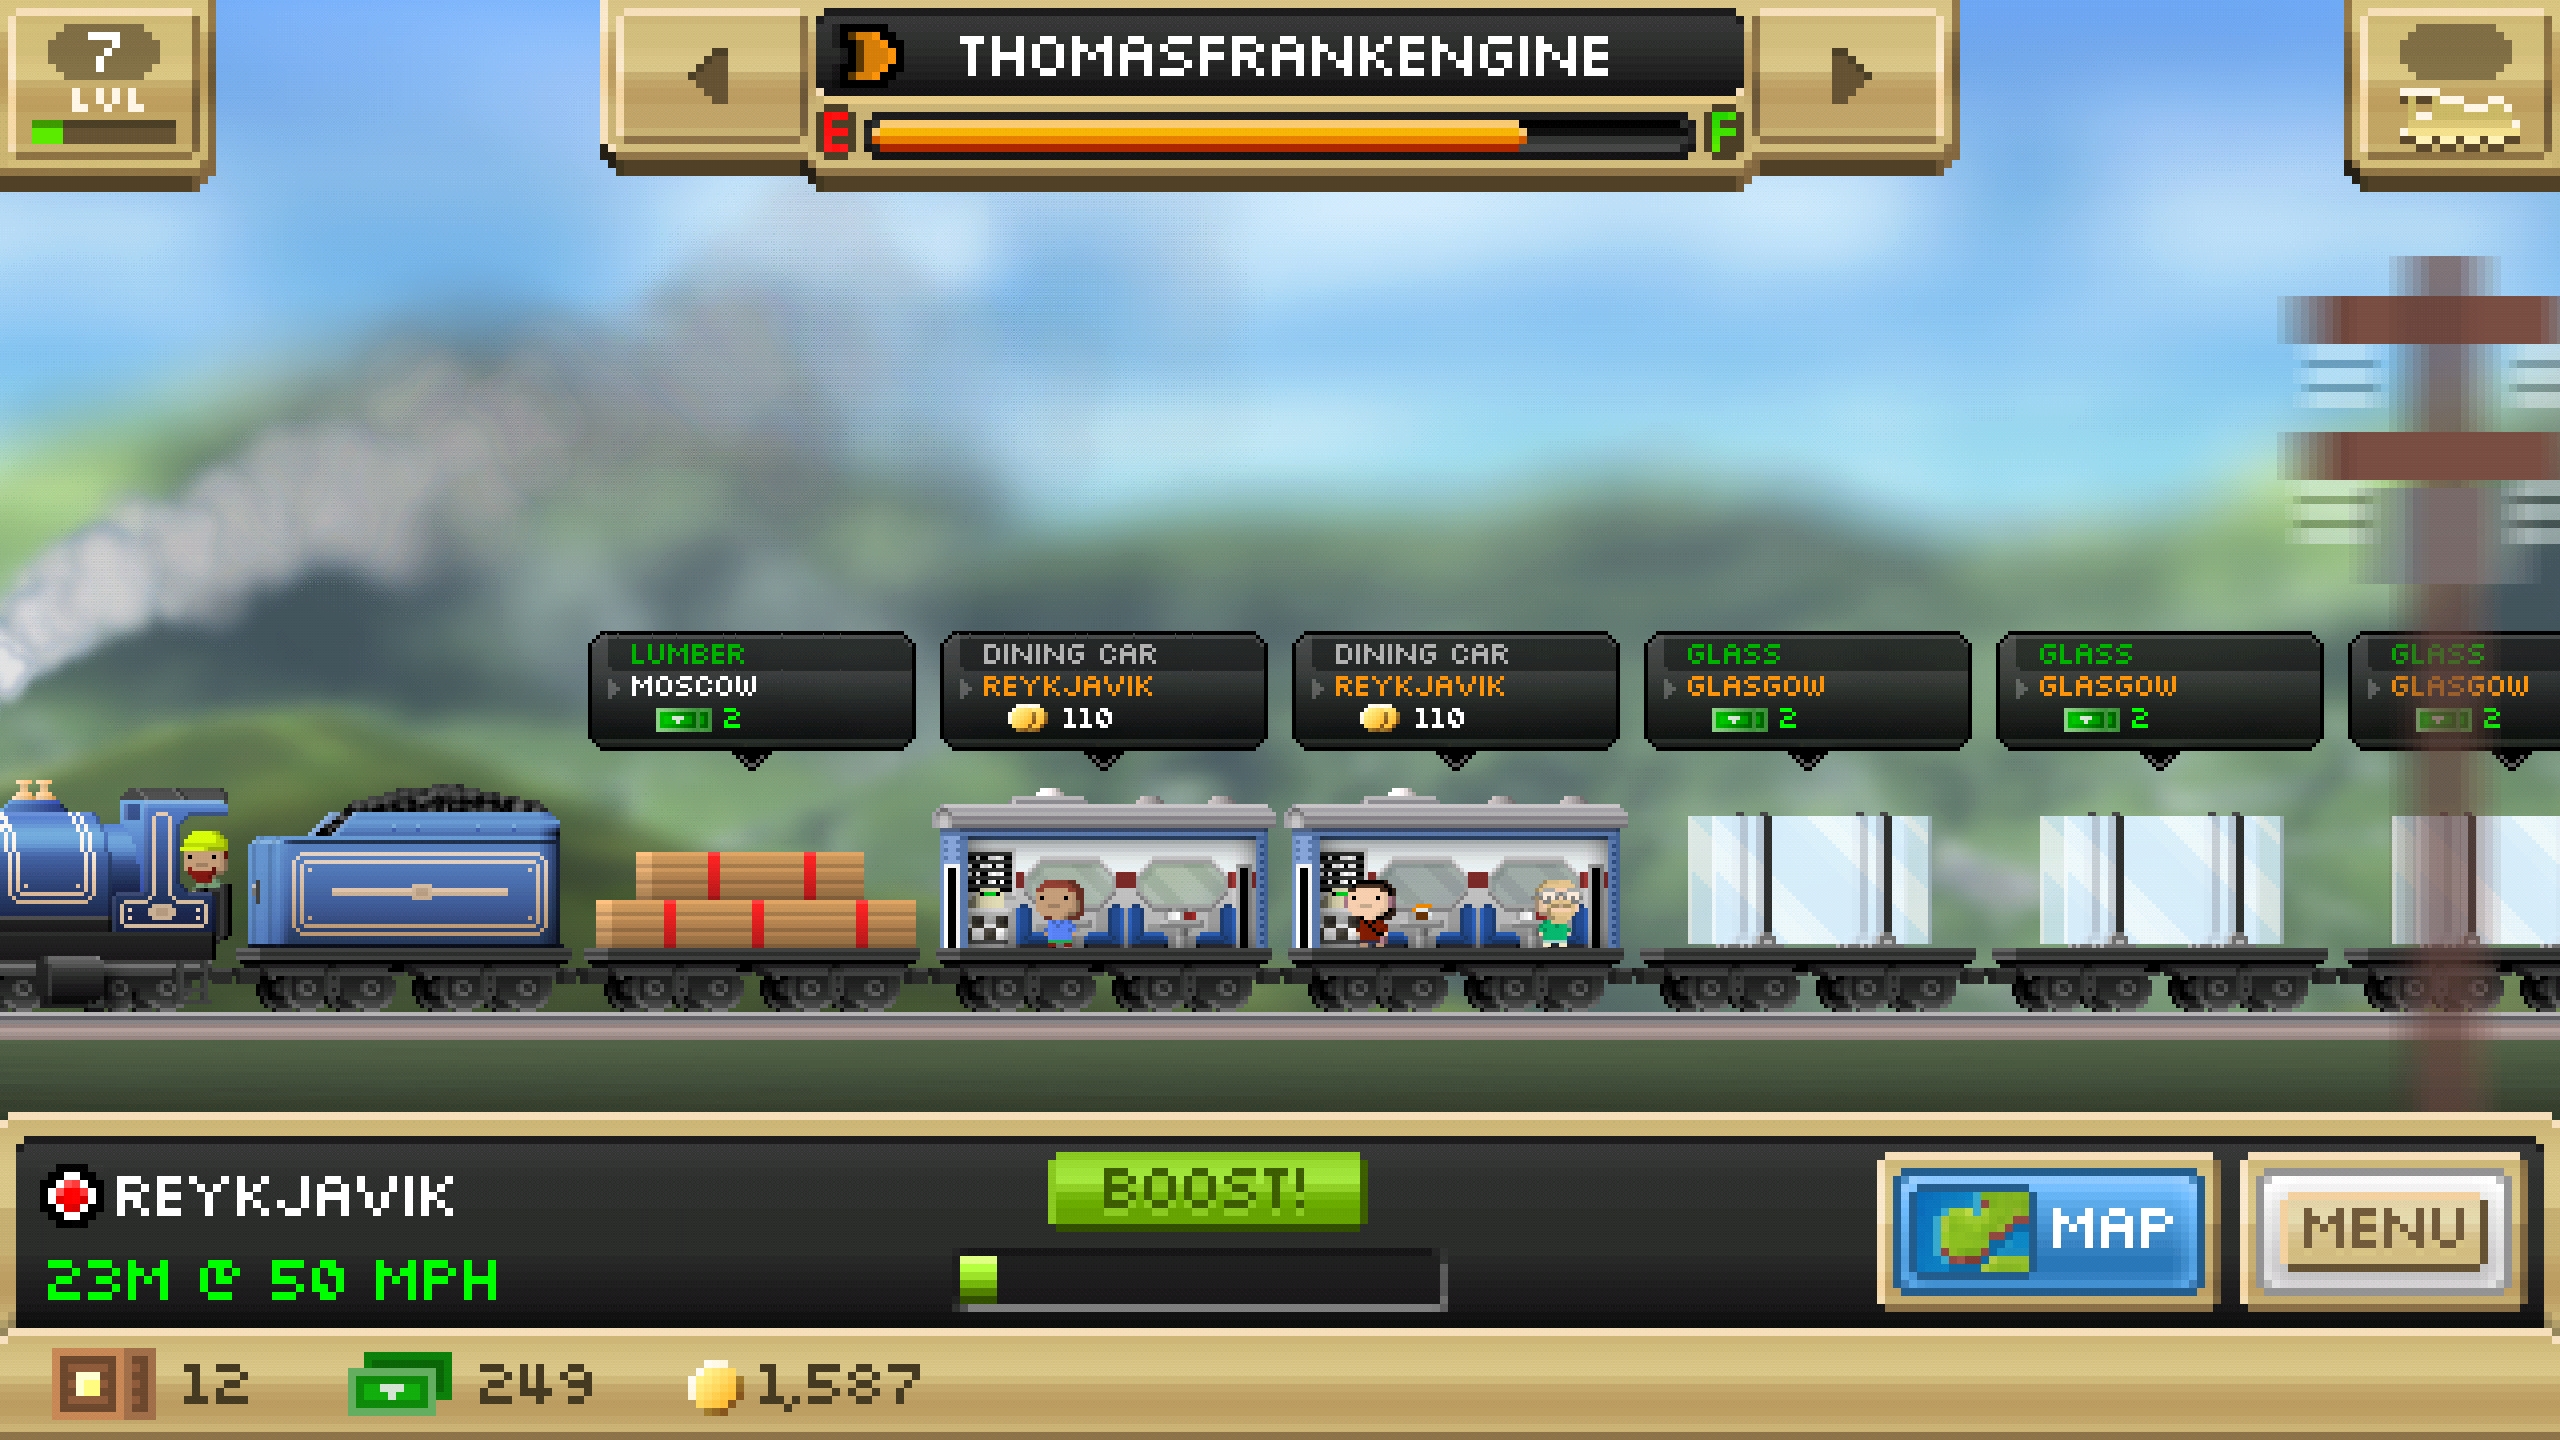 7
LVL
THOMASFRANKENGINE
E
F
LUMBER
MOSCOW
2
DINING CAR
REYKJAVIK
110
DINING CAR
REYKJAVIK
110
GLASS
GLASGOW
2
GLASS
GLASGOW
2
GLASS
GLASGOW
2
REYKJAVIK
23M @ 50 MPH
BOOST!
MAP
MENU
12
249
1,587